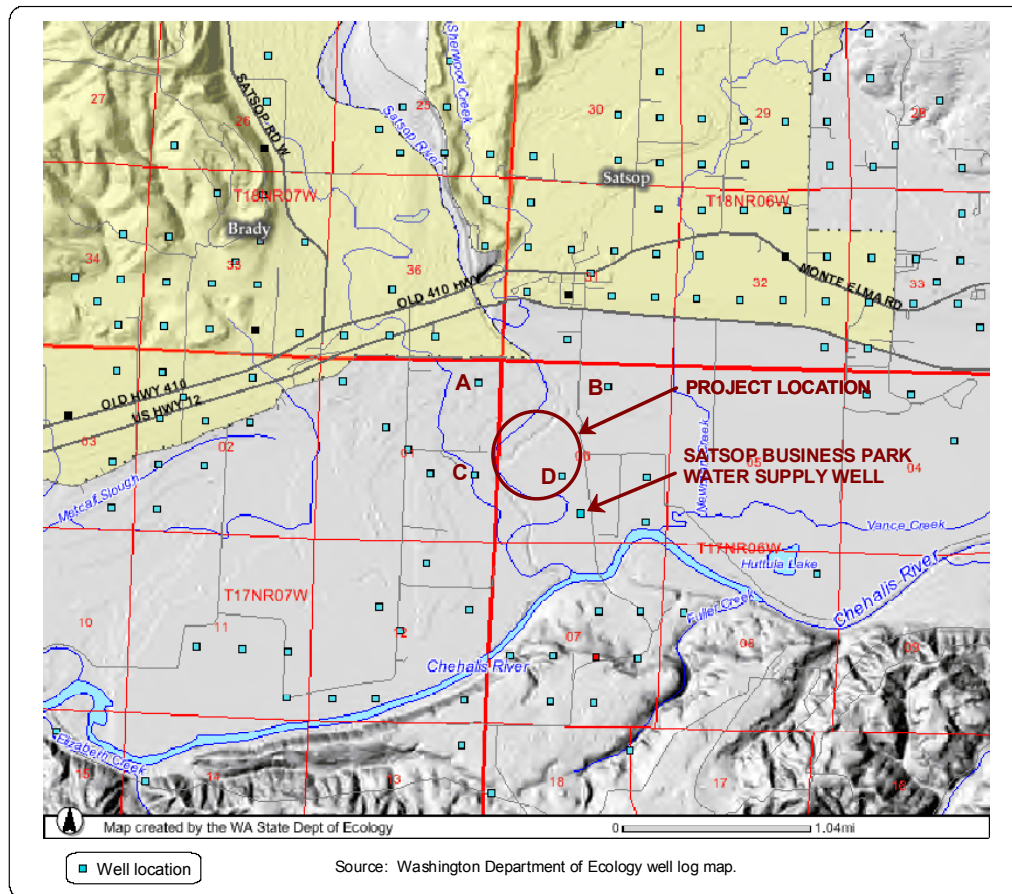 27
26
25
30
29
28
SATSOP RD W
Sherwood Creek
Satsop River
Satsop
T18NR07W
T18NR06W
Brady
34
35
36
31
32
33
OLD 410 HWY
MONTE ELMA RD
OLD HWY 410
US HWY 12
A
B
PROJECT LOCATION
03
02
01
06
05
04
C
D
SATSOP BUSINESS PARK
WATER SUPPLY WELL
Metcalf Slough
Newman Creek
Vance Creek
T17NR06W
Huttula Lake
Chehalis River
T17NR07W
Fuller Creek
10
11
12
07
08
09
Chehalis River
Elizabeth Creek
15
14
13
18
17
16
Map created by the WA State Dept of Ecology
0
1.04mi
Well location
Source: Washington Department of Ecology well log map.